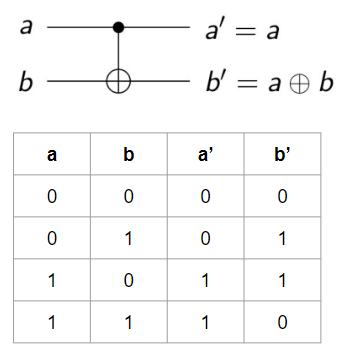 a a′ = a
b b′ = a ⊕ b
a b a’ b’
0 0 0 0
0 1 0 1
1 0 1 1
1 1 1 0